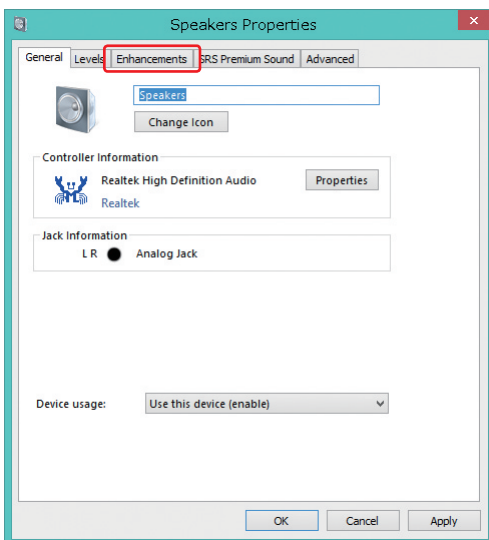 Speakers Properties
General Levels Enhancements SRS Premium Sound Advanced
Speakers
Change Icon
Controller Information
Realtek High Definition Audio Properties
Realtek
Jack Information
L R Analog Jack
Device usage: Use this device (enable)
OK Cancel Apply